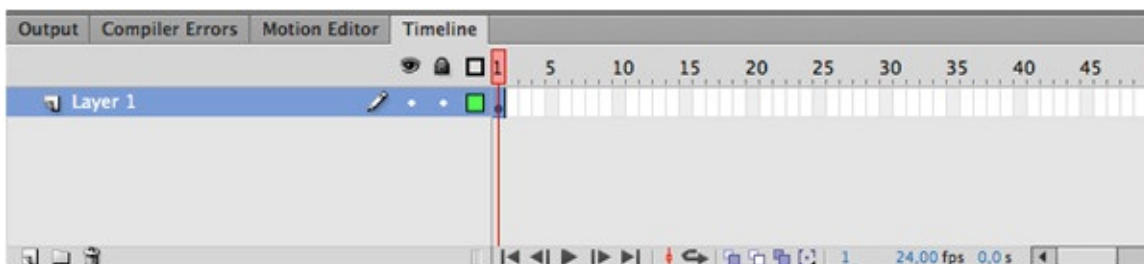 Output Compiler Errors Motion Editor Timeline
1 5 10 15 20 25 30 35 40 45
Layer 1
1 24,00 fps 0,0 s